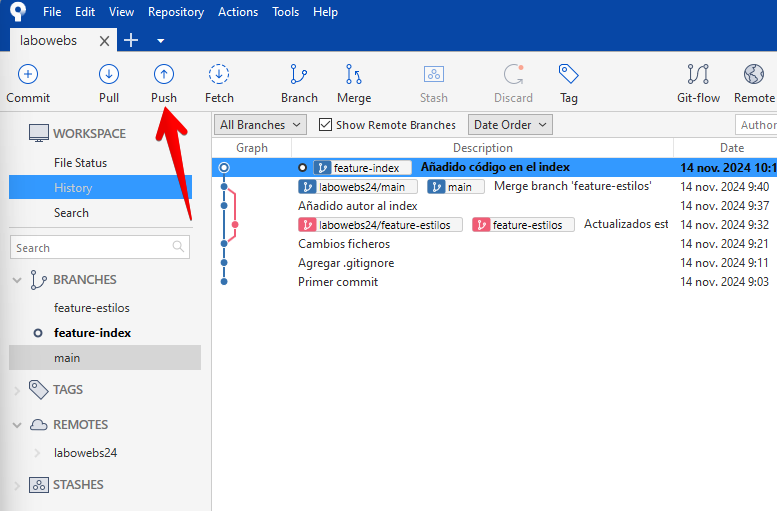 File Edit View Repository Actions Tools Help
labowebs
Commit Pull Push Fetch Branch Merge Stash Discard Tag Git-flow Remote
WORKSPACE
File Status
History
Search
Search
BRANCHES
feature-estilos
feature-index
main
TAGS
REMOTES
labowebs24
STASHES
All Branches Show Remote Branches Date Order Author
Graph Description Date
feature-index Añadido código en el index 14 nov. 2024 10:1
labowebs24/main main Merge branch 'feature-estilos' 14 nov. 2024 9:40
Añadido autor al index 14 nov. 2024 9:37
labowebs24/feature-estilos feature-estilos Actualizados est 14 nov. 2024 9:32
Cambios ficheros 14 nov. 2024 9:21
Agregar .gitignore 14 nov. 2024 9:11
Primer commit 14 nov. 2024 9:03